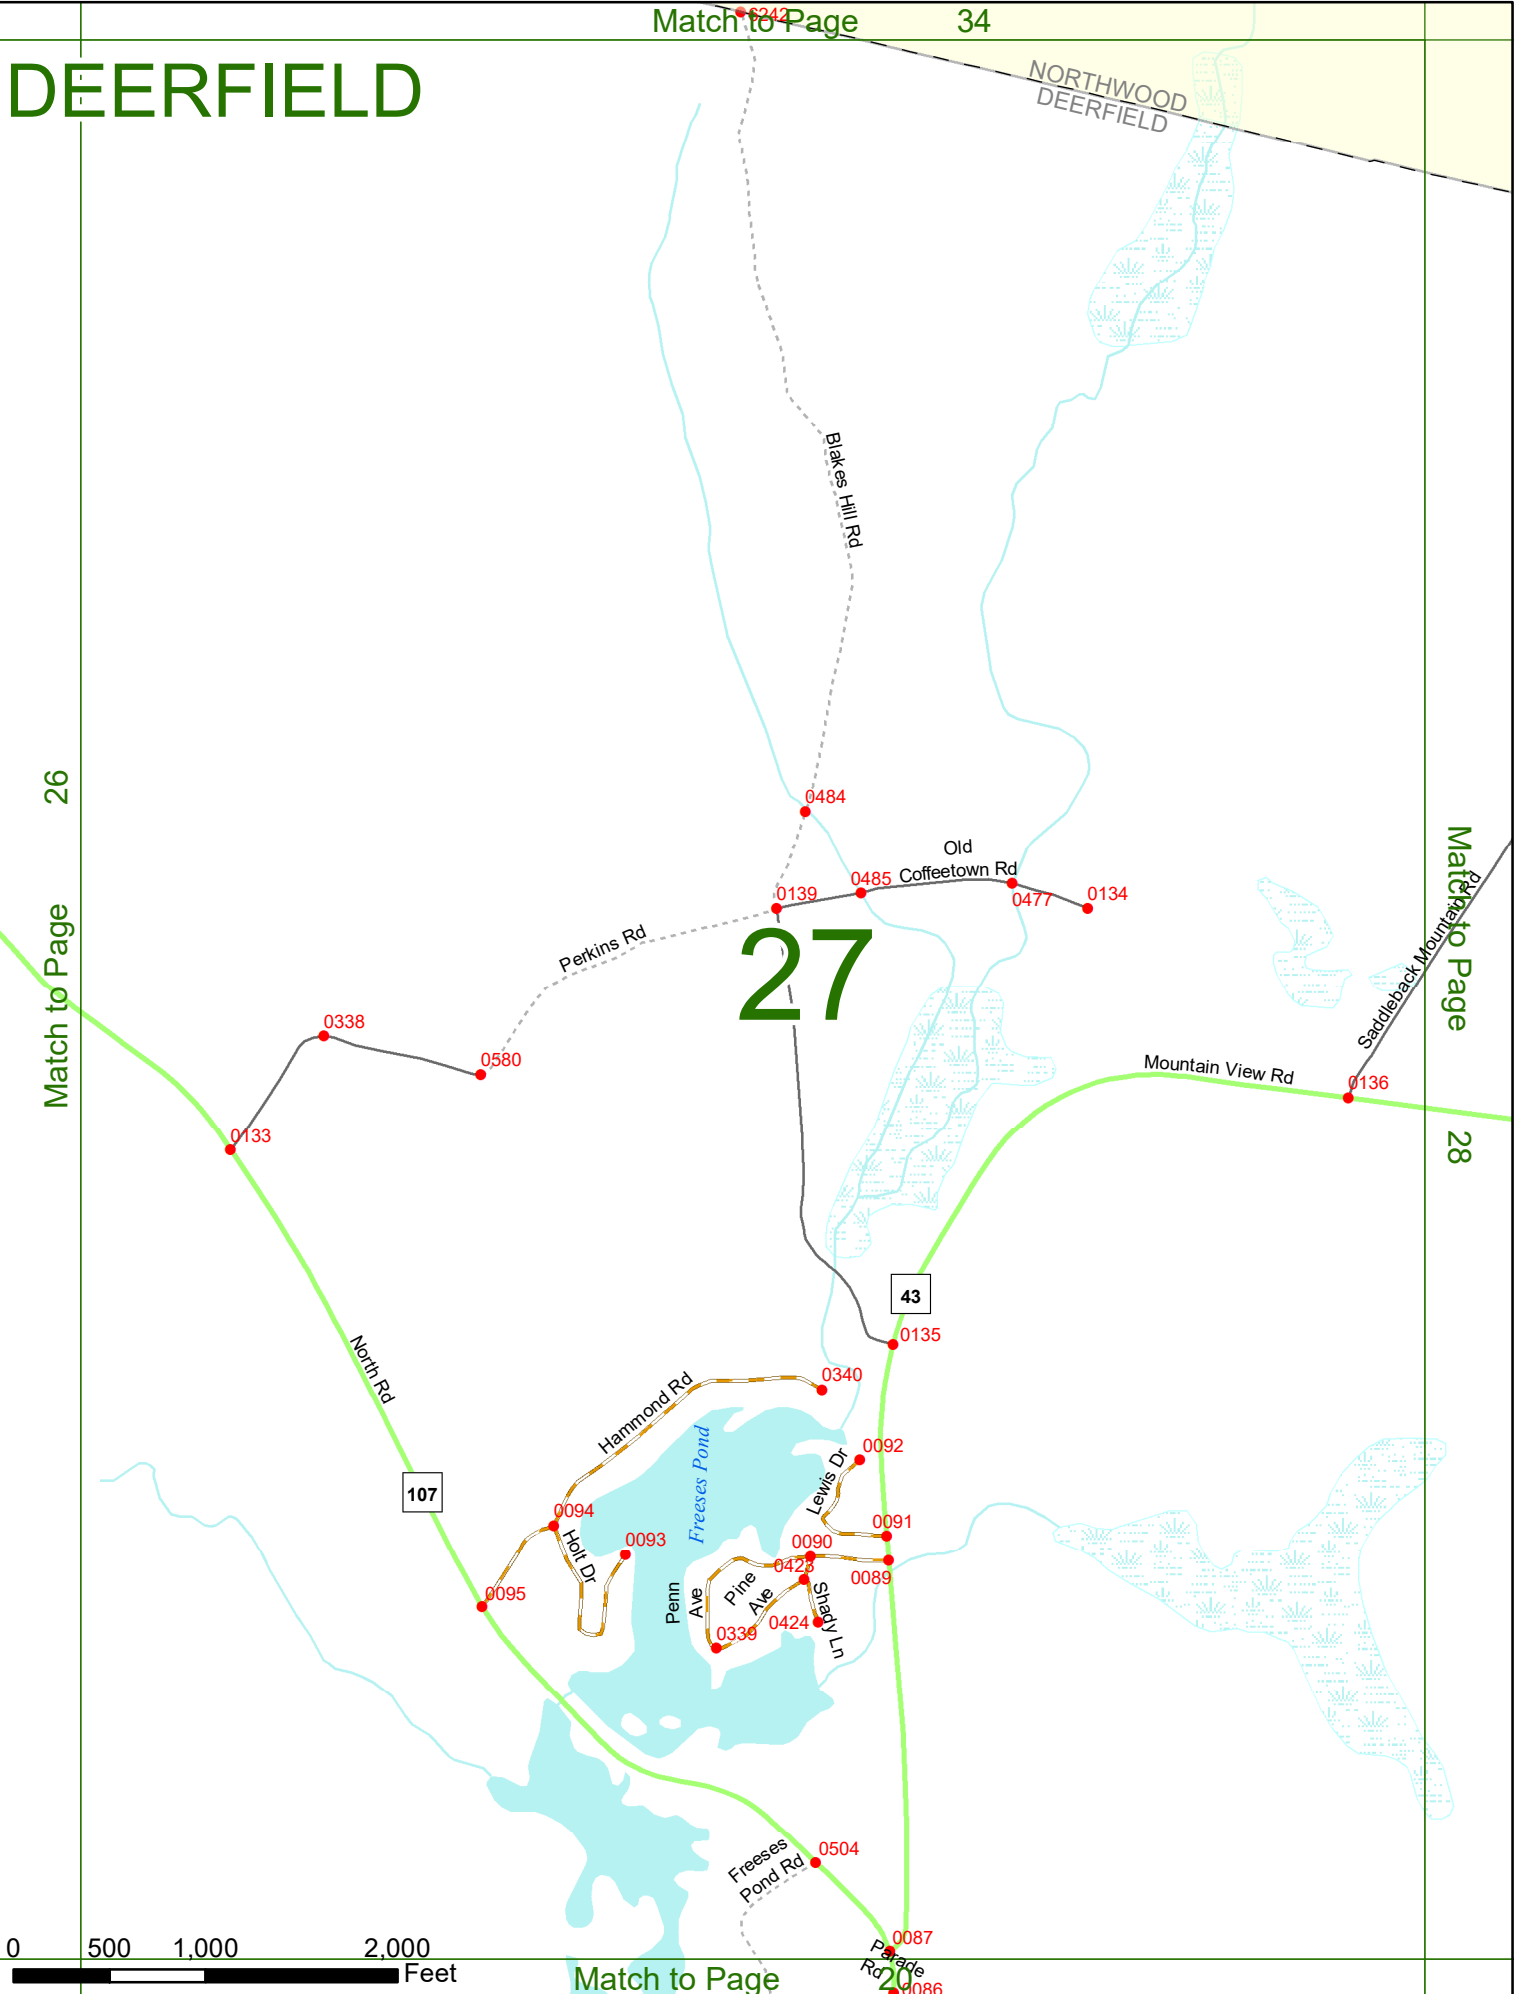 6242
Match to Page 34
DEERFIELD
NORTHWOOD
DEERFIELD
Blakes Hill Rd
26
Match to Page
0484
Old
Coffeetown Rd
0485
0139
0477
0134
Perkins Rd
27
Match to Page
28
Saddleback Mountain Rd
0338
0580
Mountain View Rd
0136
0133
43
0135
North Rd
0340
Hammond Rd
Freeses Pond
0092
Lewis Dr
107
0094
0091
Holt Dr
0093
0090
0423
0089
0095
Penn
Ave
Pine
Ave
Shady Ln
0424
0339
Freeses
Pond Rd
0504
0087
Parade
Rd
0086
0 500 1,000 2,000
Feet
Match to Page 20